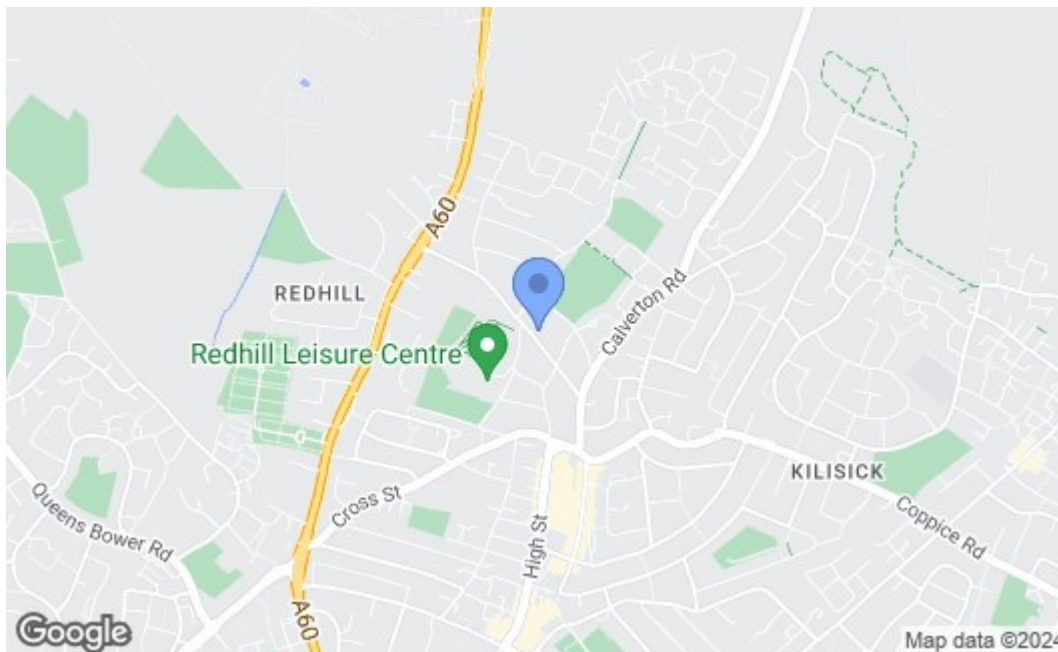 A60
REDHILL
Calverton Rd
Redhill Leisure Centre
KILISICK
Cross St
Queens Bower Rd
High St
Coppice Rd
A60
Google
Map data ©2024